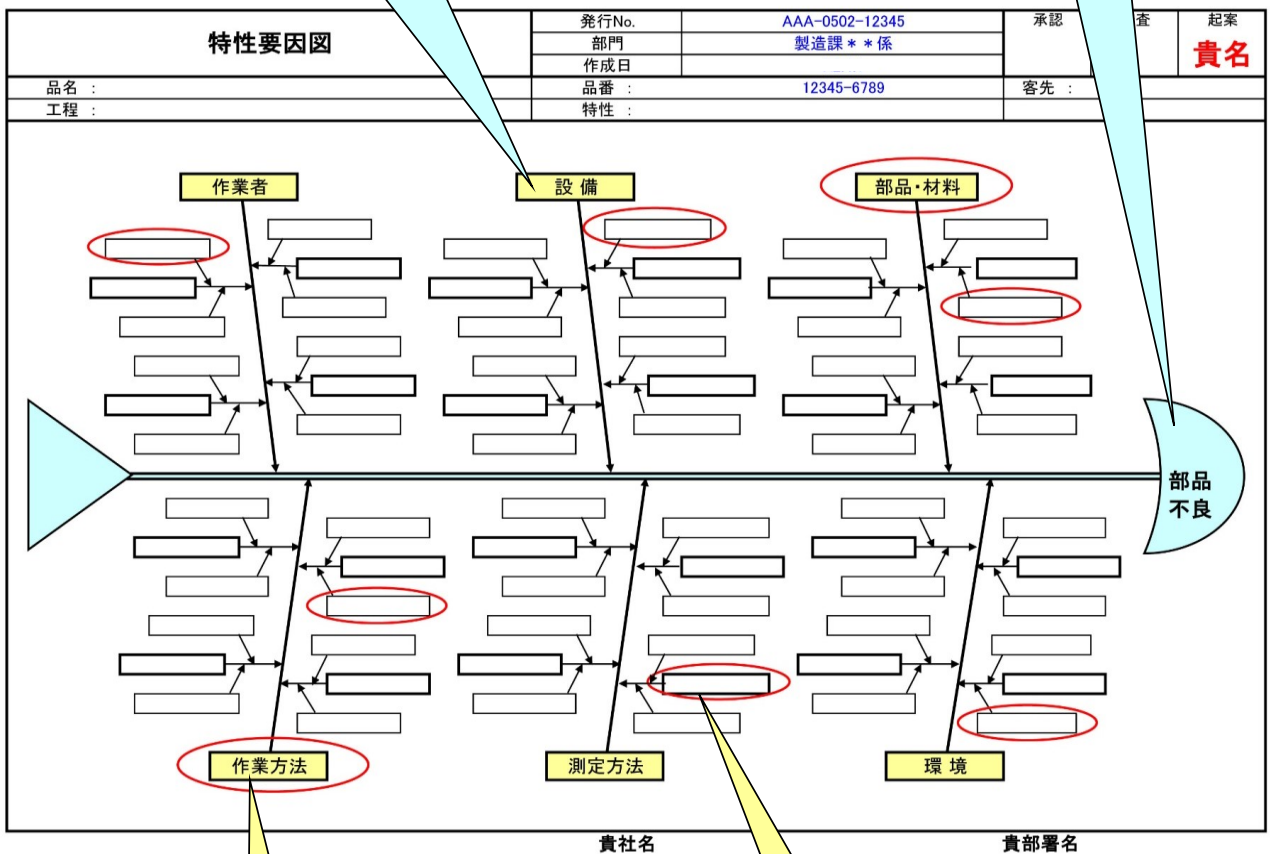 特性要因図
発行No.
AAA-0502-12345
承認
査
起案
部門
製造課＊＊係
貴名
作成日
品名 ：
品番 ：
12345-6789
客先 ：
工程 ：
特性 ：
作業者
設 備
部品・材料
部品
不良
作業方法
測定方法
環 境
貴社名
貴部署名